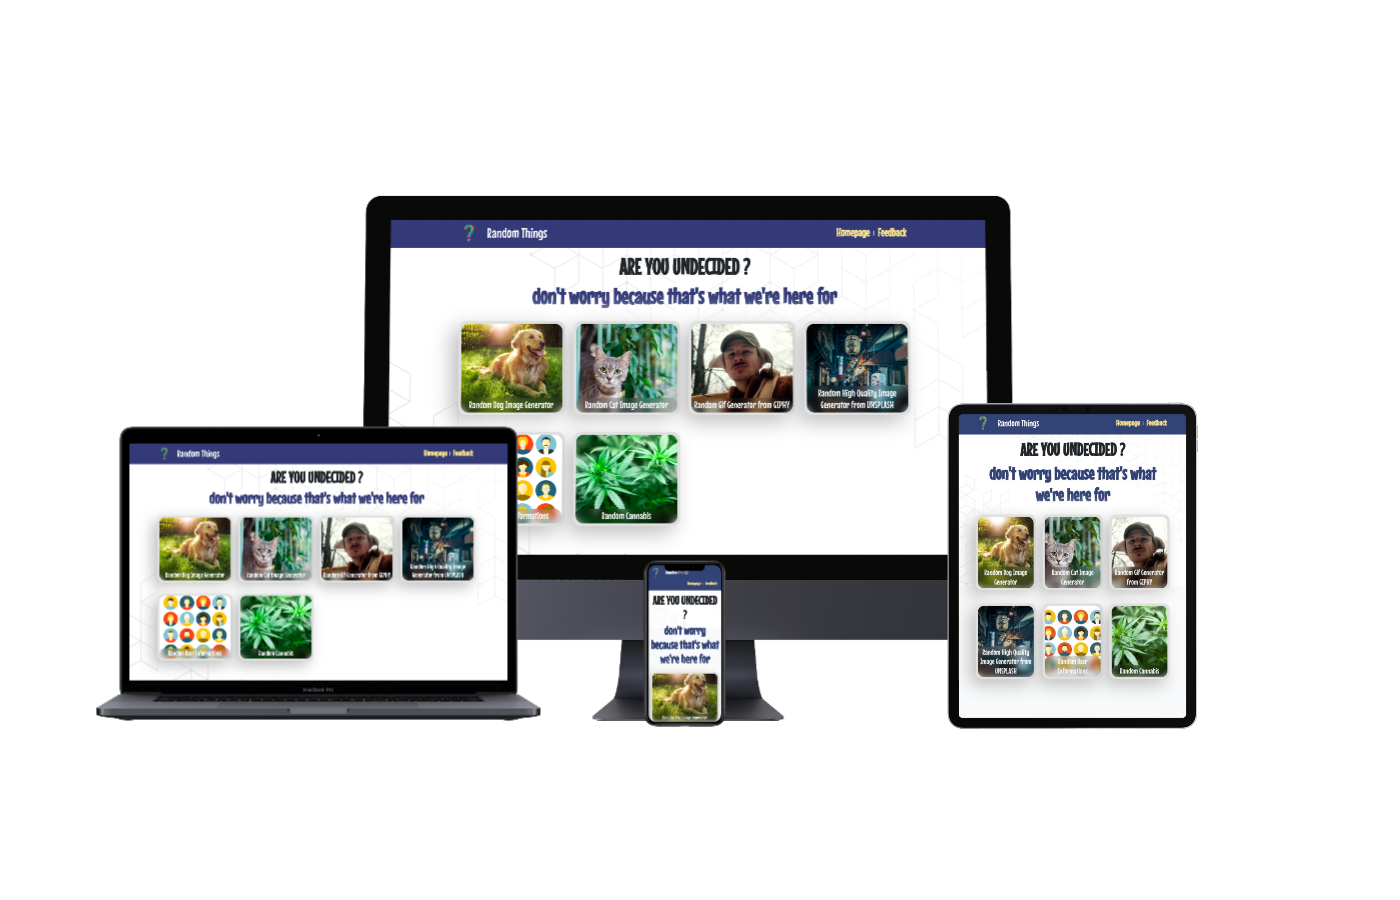 Random Things
Homepage | Feedback
ARE YOU UNDECIDED ?
don't worry because that's what we're here for
Random Dog Image Generator
Random Cat Image Generator
Random Gif Generator from GIPHY
Random High Quality Image
Generator from UNSPLASH
formations
Random Cannabis
Random Things
Homepage | Feedback
ARE YOU UNDECIDED ?
don't worry because that's what we're here for
Random Dog Image Generator
Random Cat Image Generator
Random Gif Generator from GIPHY
Random High Quality Image
Generator from UNSPLASH
Random User Informations
Random Cannabis
MacBook Pro
Random Things
Homepage | Feedback
ARE YOU UNDECIDED
?
don't worry
because that's what
we're here for
Random Dog Image Generator
Random Things
Homepage | Feedback
ARE YOU UNDECIDED ?
don't worry because that's what
we're here for
Random Dog Image
Generator
Random Cat Image
Generator
Random Gif Generator
from GIPHY
Random High Quality
Image Generator from
UNSPLASH
Random User
Informations
Random Cannabis